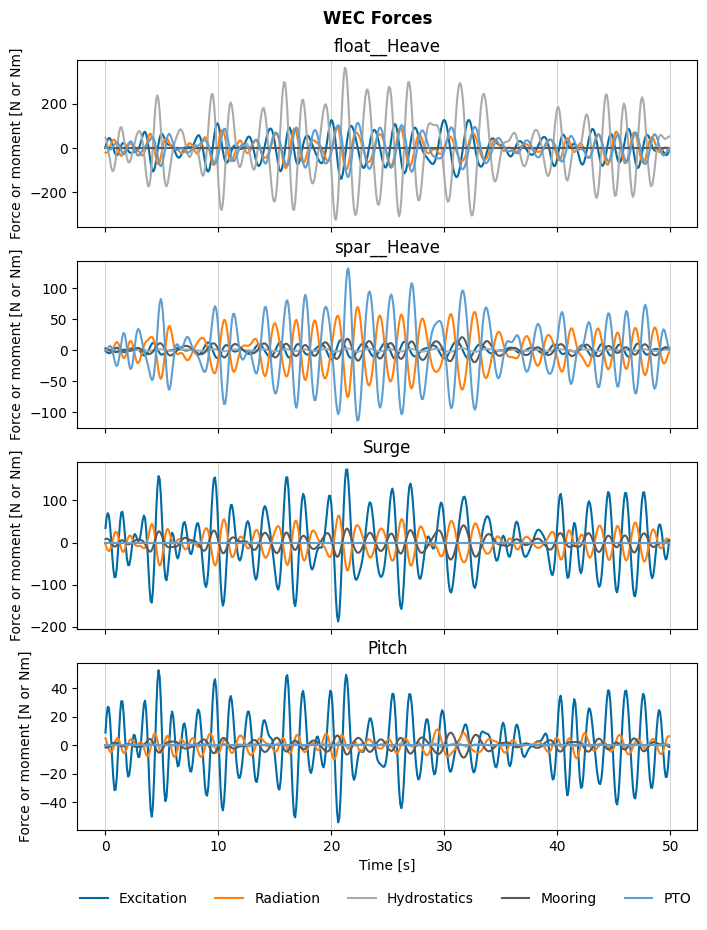 WEC Forces
float__Heave
Force or moment [N or Nm]
200
0
−200
spar__Heave
Force or moment [N or Nm]
100
50
0
−50
−100
Surge
Force or moment [N or Nm]
100
0
−100
−200
Pitch
Force or moment [N or Nm]
40
20
0
−20
−40
0 10 20 30 40 50
Time [s]
Excitation Radiation Hydrostatics Mooring PTO